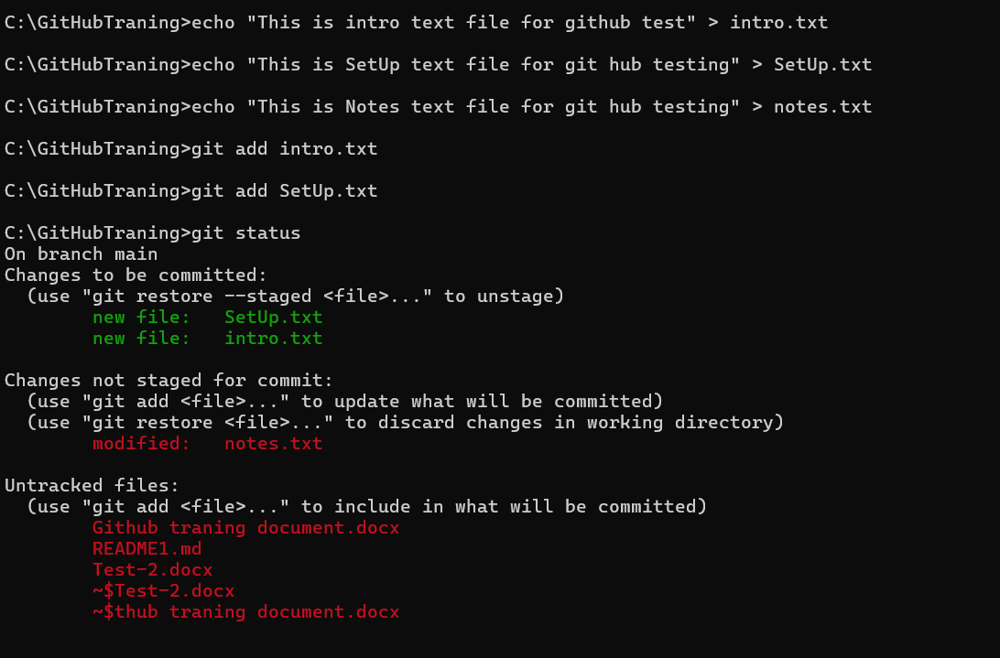 C:\GitHubTraning>echo "This is intro text file for github test" > intro.txt
C:\GitHubTraning>echo "This is SetUp text file for git hub testing" > SetUp.txt
C:\GitHubTraning>echo "This is Notes text file for git hub testing" > notes.txt
C:\GitHubTraning>git add intro.txt
C:\GitHubTraning>git add SetUp.txt
C:\GitHubTraning>git status
On branch main
Changes to be committed:
  (use "git restore --staged <file>..." to unstage)
        new file:   SetUp.txt
        new file:   intro.txt
Changes not staged for commit:
  (use "git add <file>..." to update what will be committed)
  (use "git restore <file>..." to discard changes in working directory)
        modified:   notes.txt
Untracked files:
  (use "git add <file>..." to include in what will be committed)
        Github traning document.docx
        README1.md
        Test-2.docx
        ~$Test-2.docx
        ~$thub traning document.docx